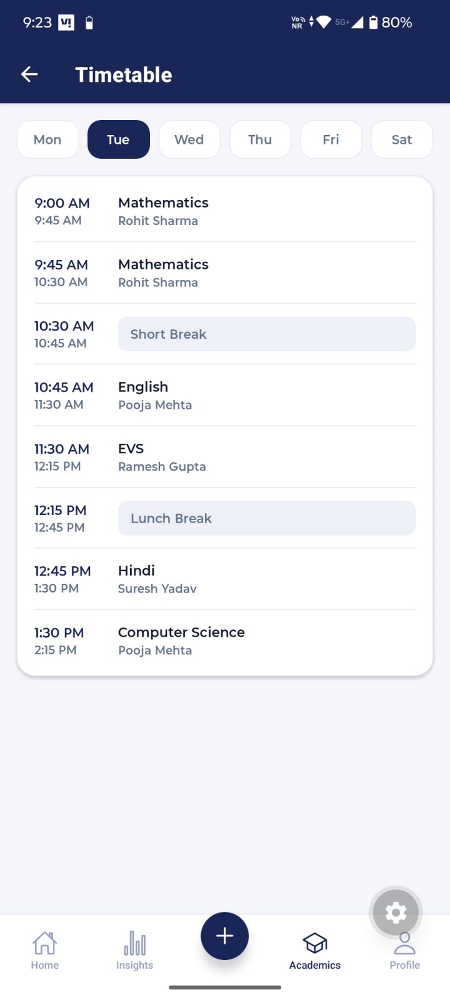 9:23 V! Vo NR 5G+ 80%
Timetable
Mon Tue Wed Thu Fri Sat
9:00 AM Mathematics
9:45 AM Rohit Sharma
9:45 AM Mathematics
10:30 AM Rohit Sharma
10:30 AM Short Break
10:45 AM
10:45 AM English
11:30 AM Pooja Mehta
11:30 AM EVS
12:15 PM Ramesh Gupta
12:15 PM Lunch Break
12:45 PM
12:45 PM Hindi
1:30 PM Suresh Yadav
1:30 PM Computer Science
2:15 PM Pooja Mehta
Home Insights Academics Profile